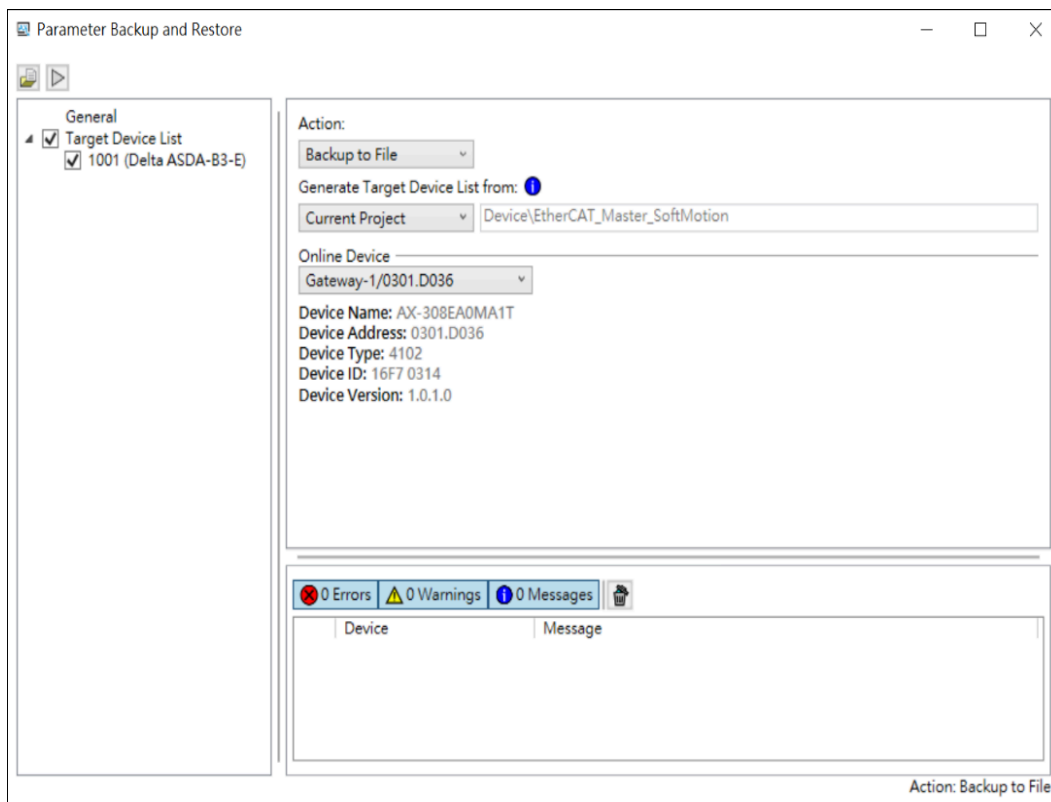 Parameter Backup and Restore
General
Target Device List
1001 (Delta ASDA-B3-E)
Action:
Backup to File
Generate Target Device List from:
Current Project
Device\EtherCAT_Master_SoftMotion
Online Device
Gateway-1/0301.D036
Device Name: AX-308EA0MA1T
Device Address: 0301.D036
Device Type: 4102
Device ID: 16F7 0314
Device Version: 1.0.1.0
0 Errors 0 Warnings 0 Messages
Device Message
Action: Backup to File